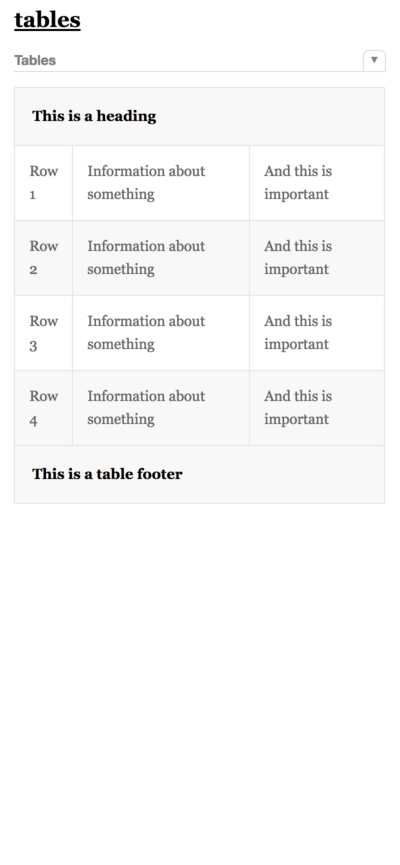 tables
Tables
▼
This is a heading
Row
1
Information about
something
And this is
important
Row
2
Information about
something
And this is
important
Row
3
Information about
something
And this is
important
Row
4
Information about
something
And this is
important
This is a table footer